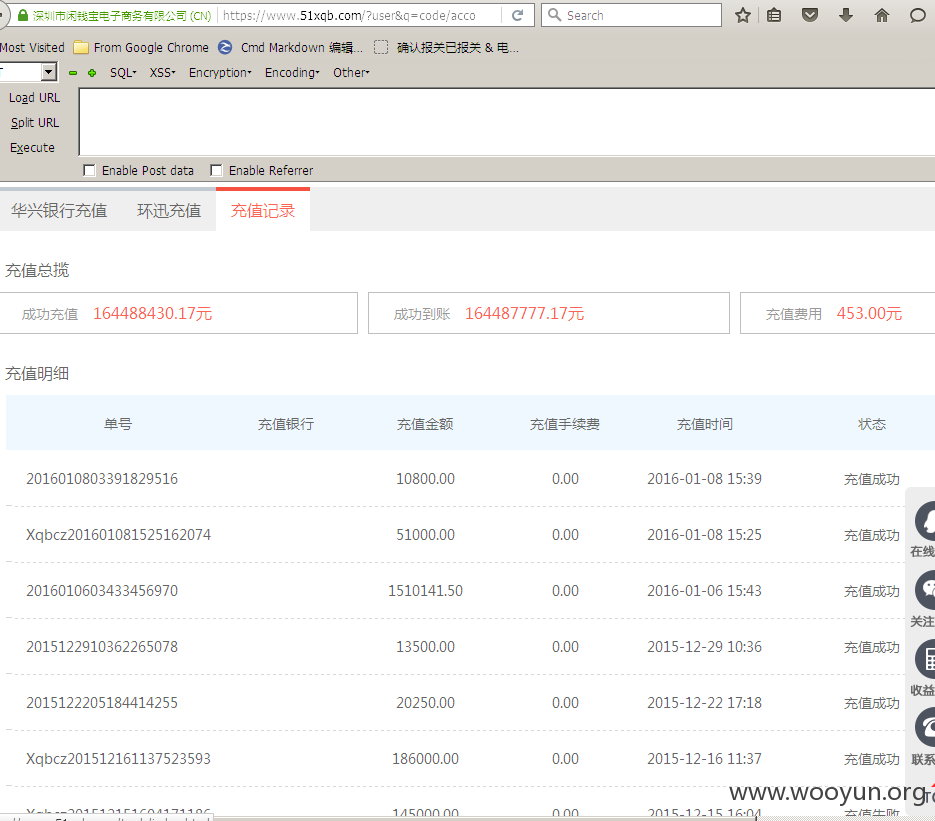 深圳市闲钱宝电子商务有限公司 (CN) https://www.51xqb.com/?user&q=code/acco Search
Most Visited From Google Chrome Cmd Markdown 编辑... 确认报关已报关 & 电...
SQL XSS Encryption Encoding Other
Load URL
Split URL
Execute
Enable Post data Enable Referrer
华兴银行充值 环迅充值 充值记录
充值总揽
成功充值 164488430.17元 成功到账 164487777.17元 充值费用 453.00元
充值明细
单号 充值银行 充值金额 充值手续费 充值时间 状态
2016010803391829516 10800.00 0.00 2016-01-08 15:39 充值成功
Xqbcz201601081525162074 51000.00 0.00 2016-01-08 15:25 充值成功
在线
2016010603433456970 1510141.50 0.00 2016-01-06 15:43 充值成功
关注
2015122910362265078 13500.00 0.00 2015-12-29 10:36 充值成功
收益
2015122205184414255 20250.00 0.00 2015-12-22 17:18 充值成功
Xqbcz201512161137523593 186000.00 0.00 2015-12-16 11:37 充值成功
联系
www.wooyun.org
Xqbcz201512151604171186 145000.00 0.00 2015-12-15 16:04 充值失败